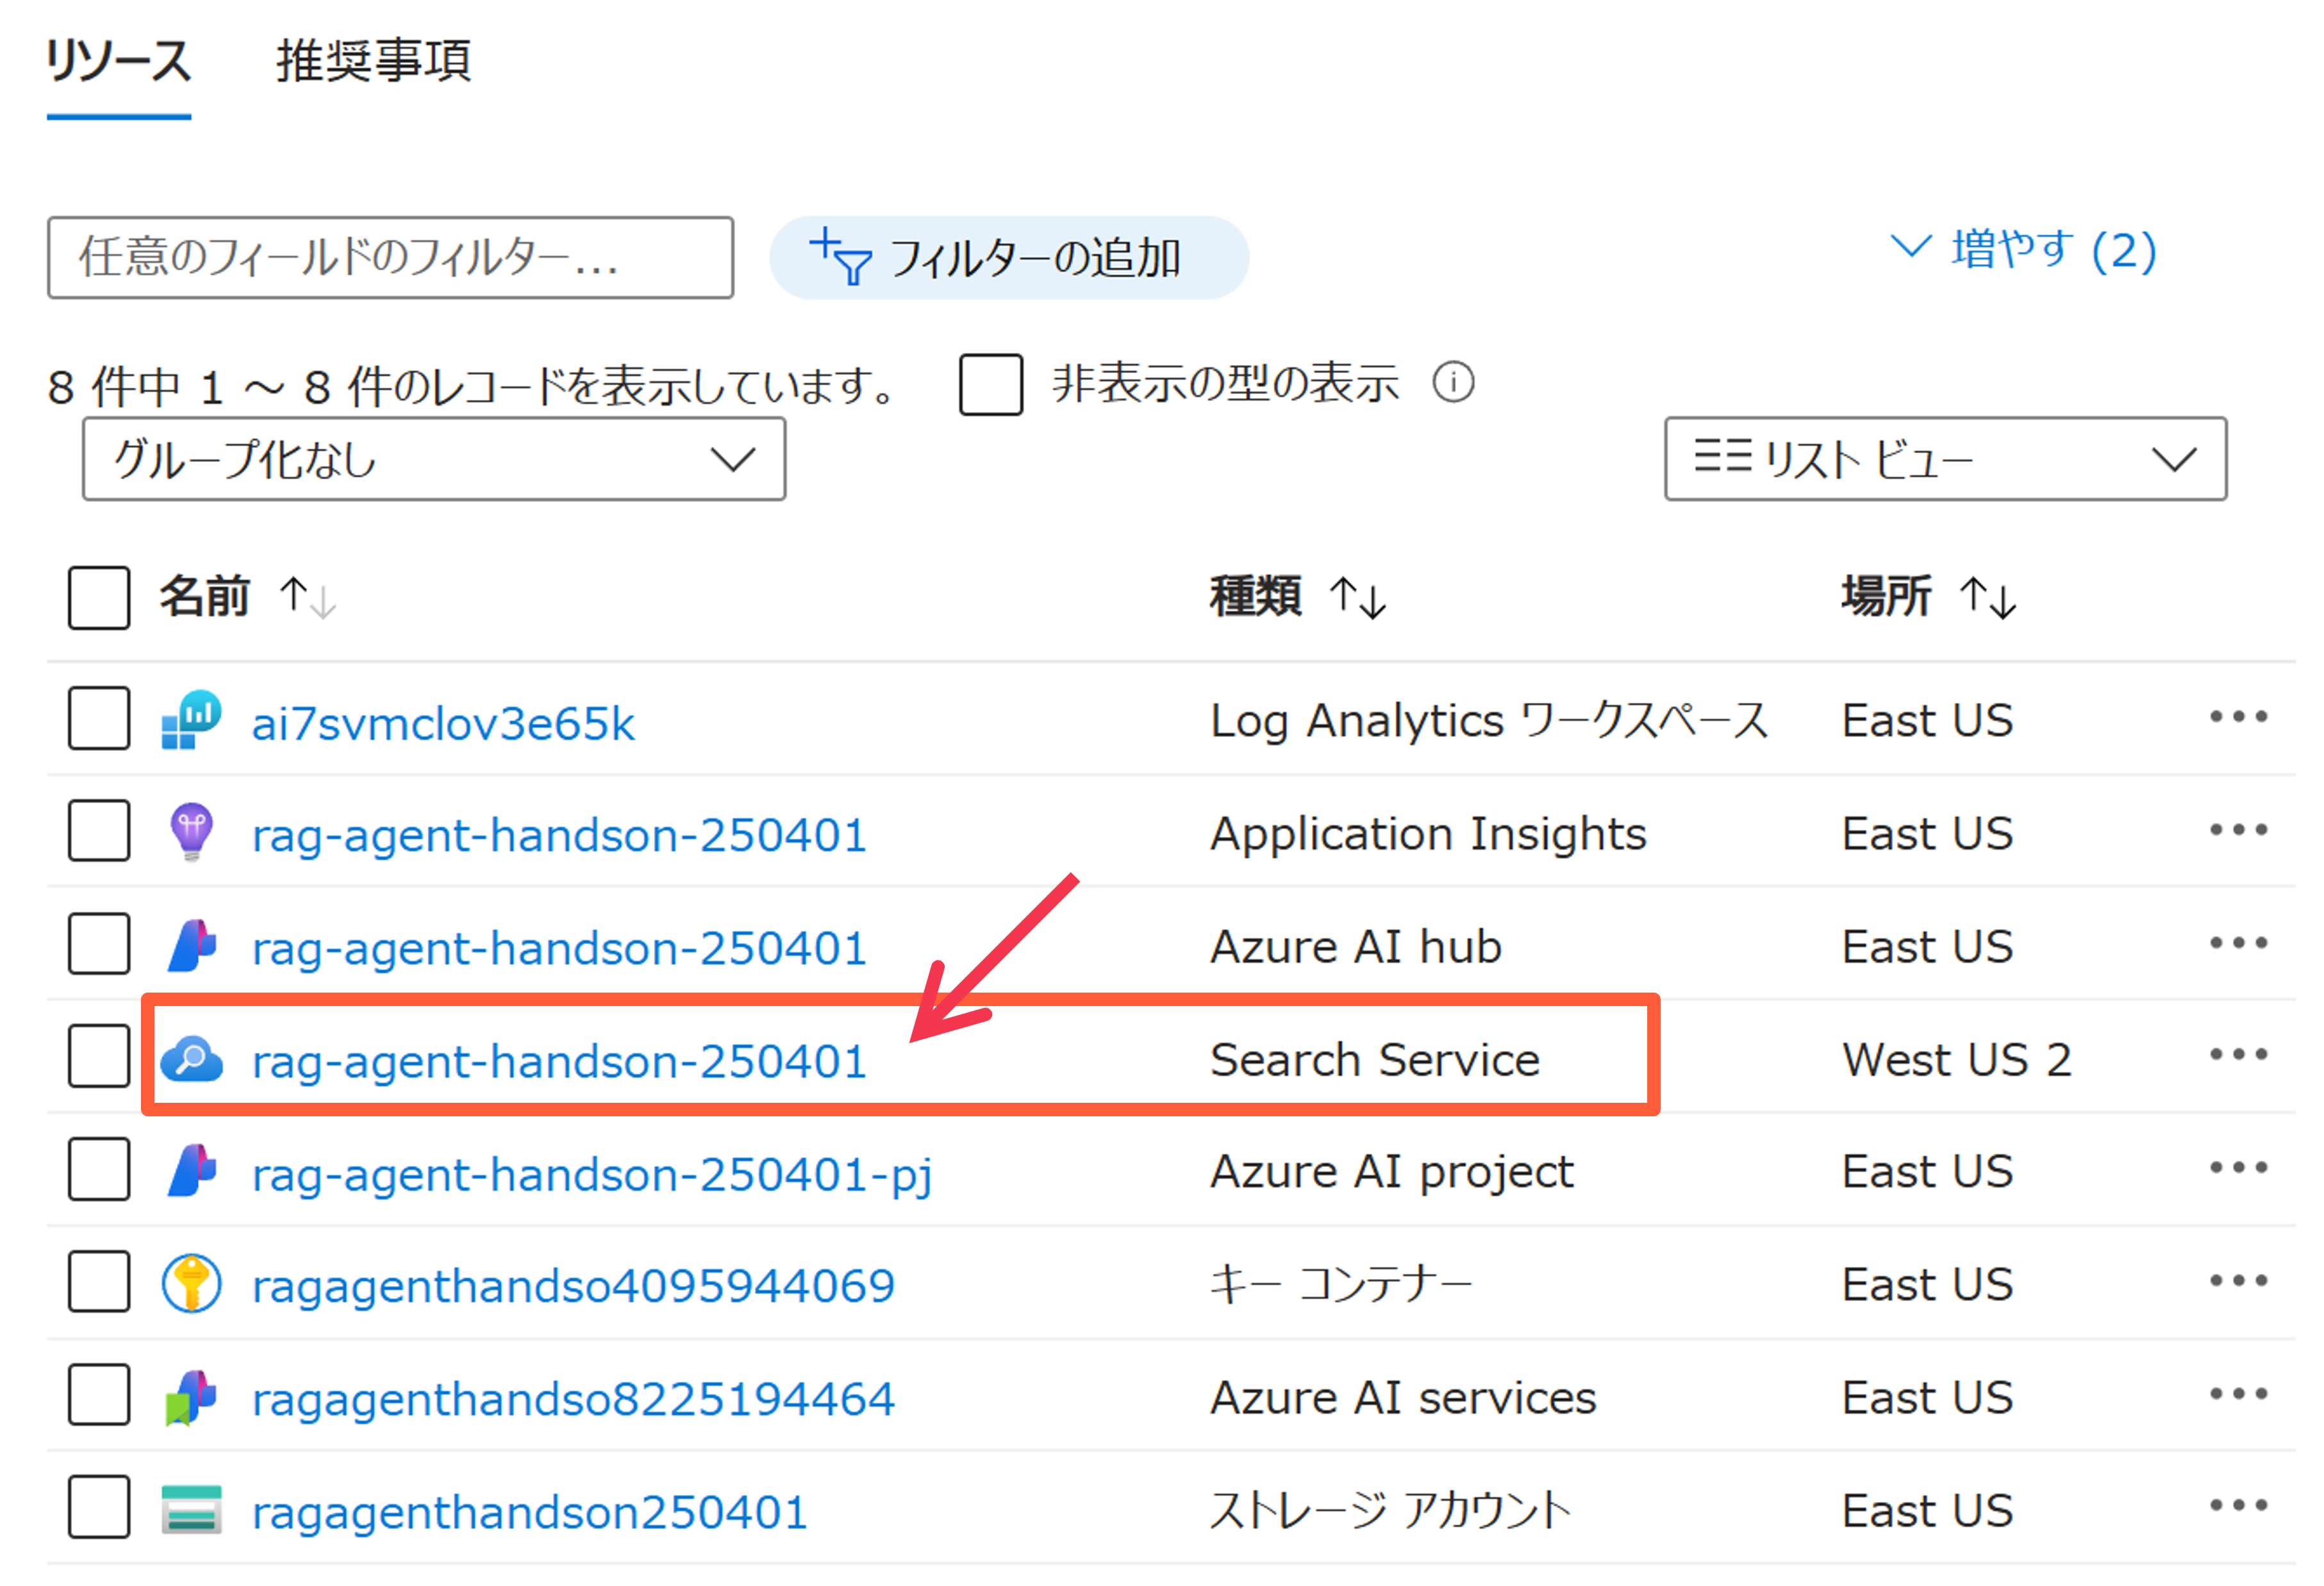 リソース 推奨事項
任意のフィールドのフィルター... フィルターの追加 増やす (2)
8 件中 1 ～ 8 件のレコードを表示しています。 非表示の型の表示
グループ化なし リスト ビュー
名前 種類 場所
ai7svmclov3e65k Log Analytics ワークスペース East US
rag-agent-handson-250401 Application Insights East US
rag-agent-handson-250401 Azure AI hub East US
rag-agent-handson-250401 Search Service West US 2
rag-agent-handson-250401-pj Azure AI project East US
ragagenthandso4095944069 キー コンテナー East US
ragagenthandso8225194464 Azure AI services East US
ragagenthandson250401 ストレージ アカウント East US